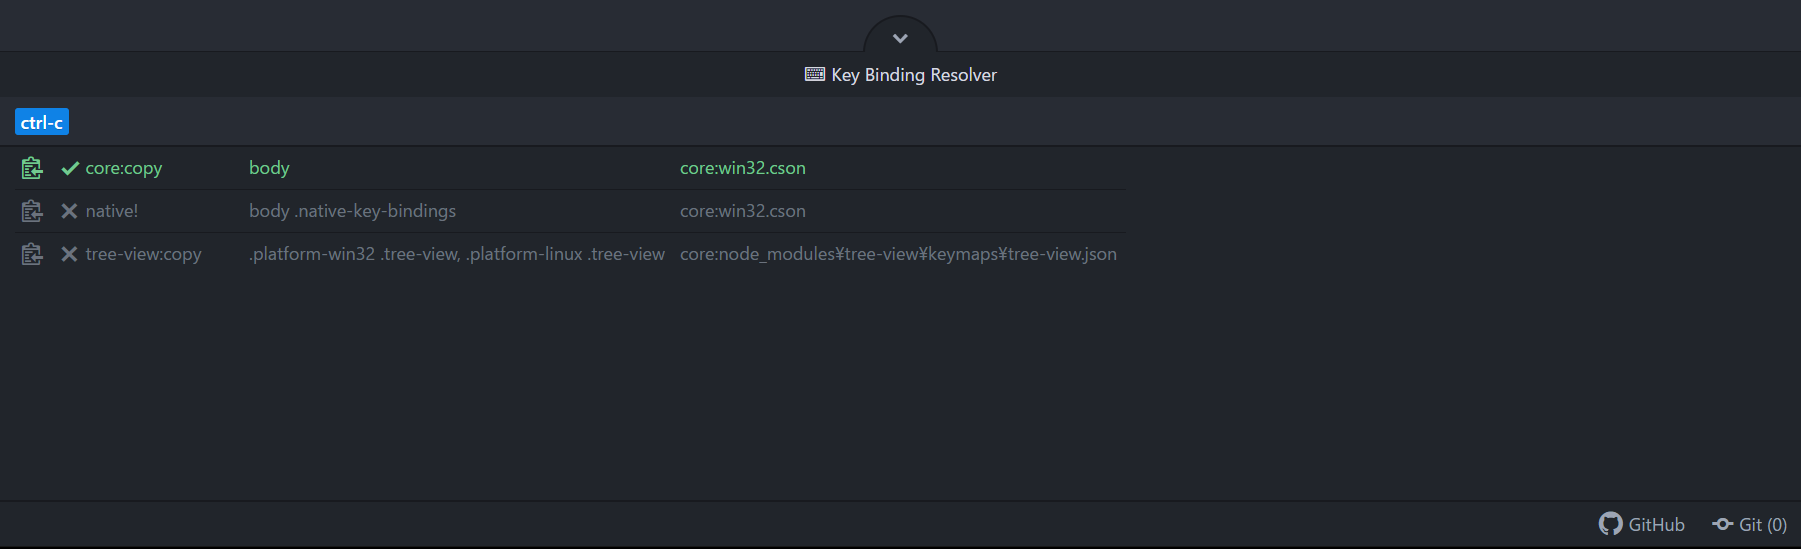 Key Binding Resolver
ctrl-c
core:copy body core:win32.cson
native! body .native-key-bindings core:win32.cson
tree-view:copy .platform-win32 .tree-view, .platform-linux .tree-view core:node_modules¥tree-view¥keymaps¥tree-view.json
GitHub Git (0)